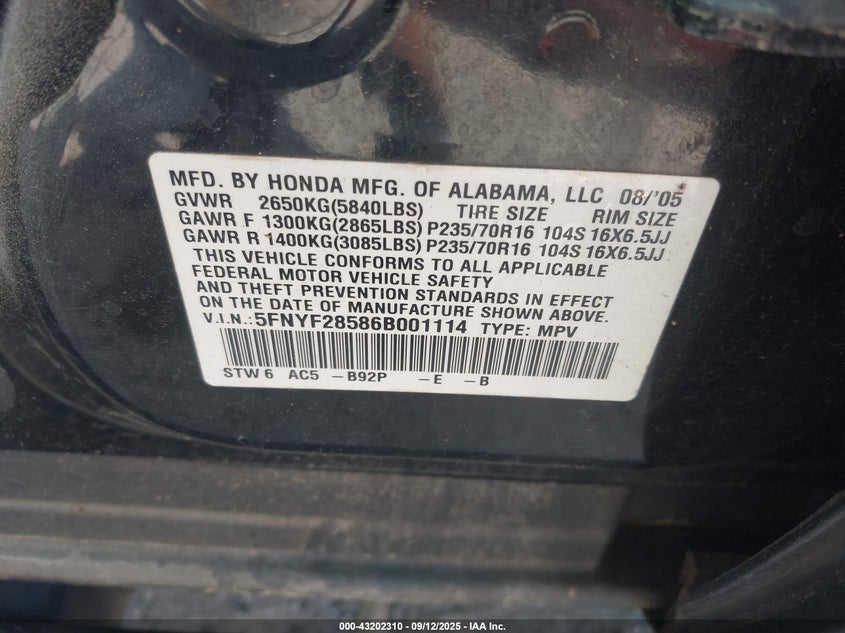 MFD. BY HONDA MFG. OF ALABAMA, LLC 08/'05
GVWR 2650KG(5840LBS) TIRE SIZE RIM SIZE
GAWR F 1300KG(2865LBS) P235/70R16 104S 16X6.5JJ
GAWR R 1400KG(3085LBS) P235/70R16 104S 16X6.5JJ
THIS VEHICLE CONFORMS TO ALL APPLICABLE
FEDERAL MOTOR VEHICLE SAFETY
AND THEFT PREVENTION STANDARDS IN EFFECT
ON THE DATE OF MANUFACTURE SHOWN ABOVE.
V.I.N.:5FNYF28586B001114 TYPE: MPV
STW 6 AC5 –B92P –E –B
000-43202310 - 09/12/2025 - IAA Inc.